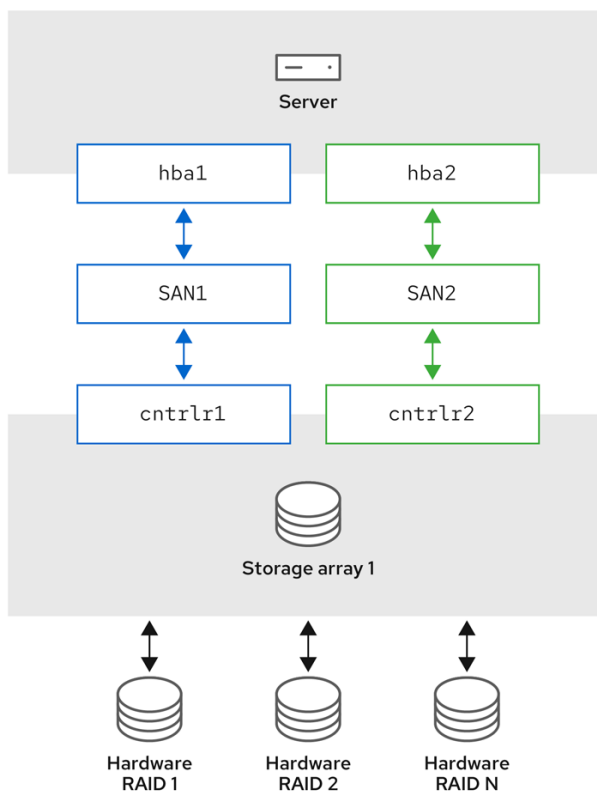 Server
hba1
hba2
SAN1
SAN2
cntrlr1
cntrlr2
Storage array 1
Hardware
RAID 1
Hardware
RAID 2
Hardware
RAID N